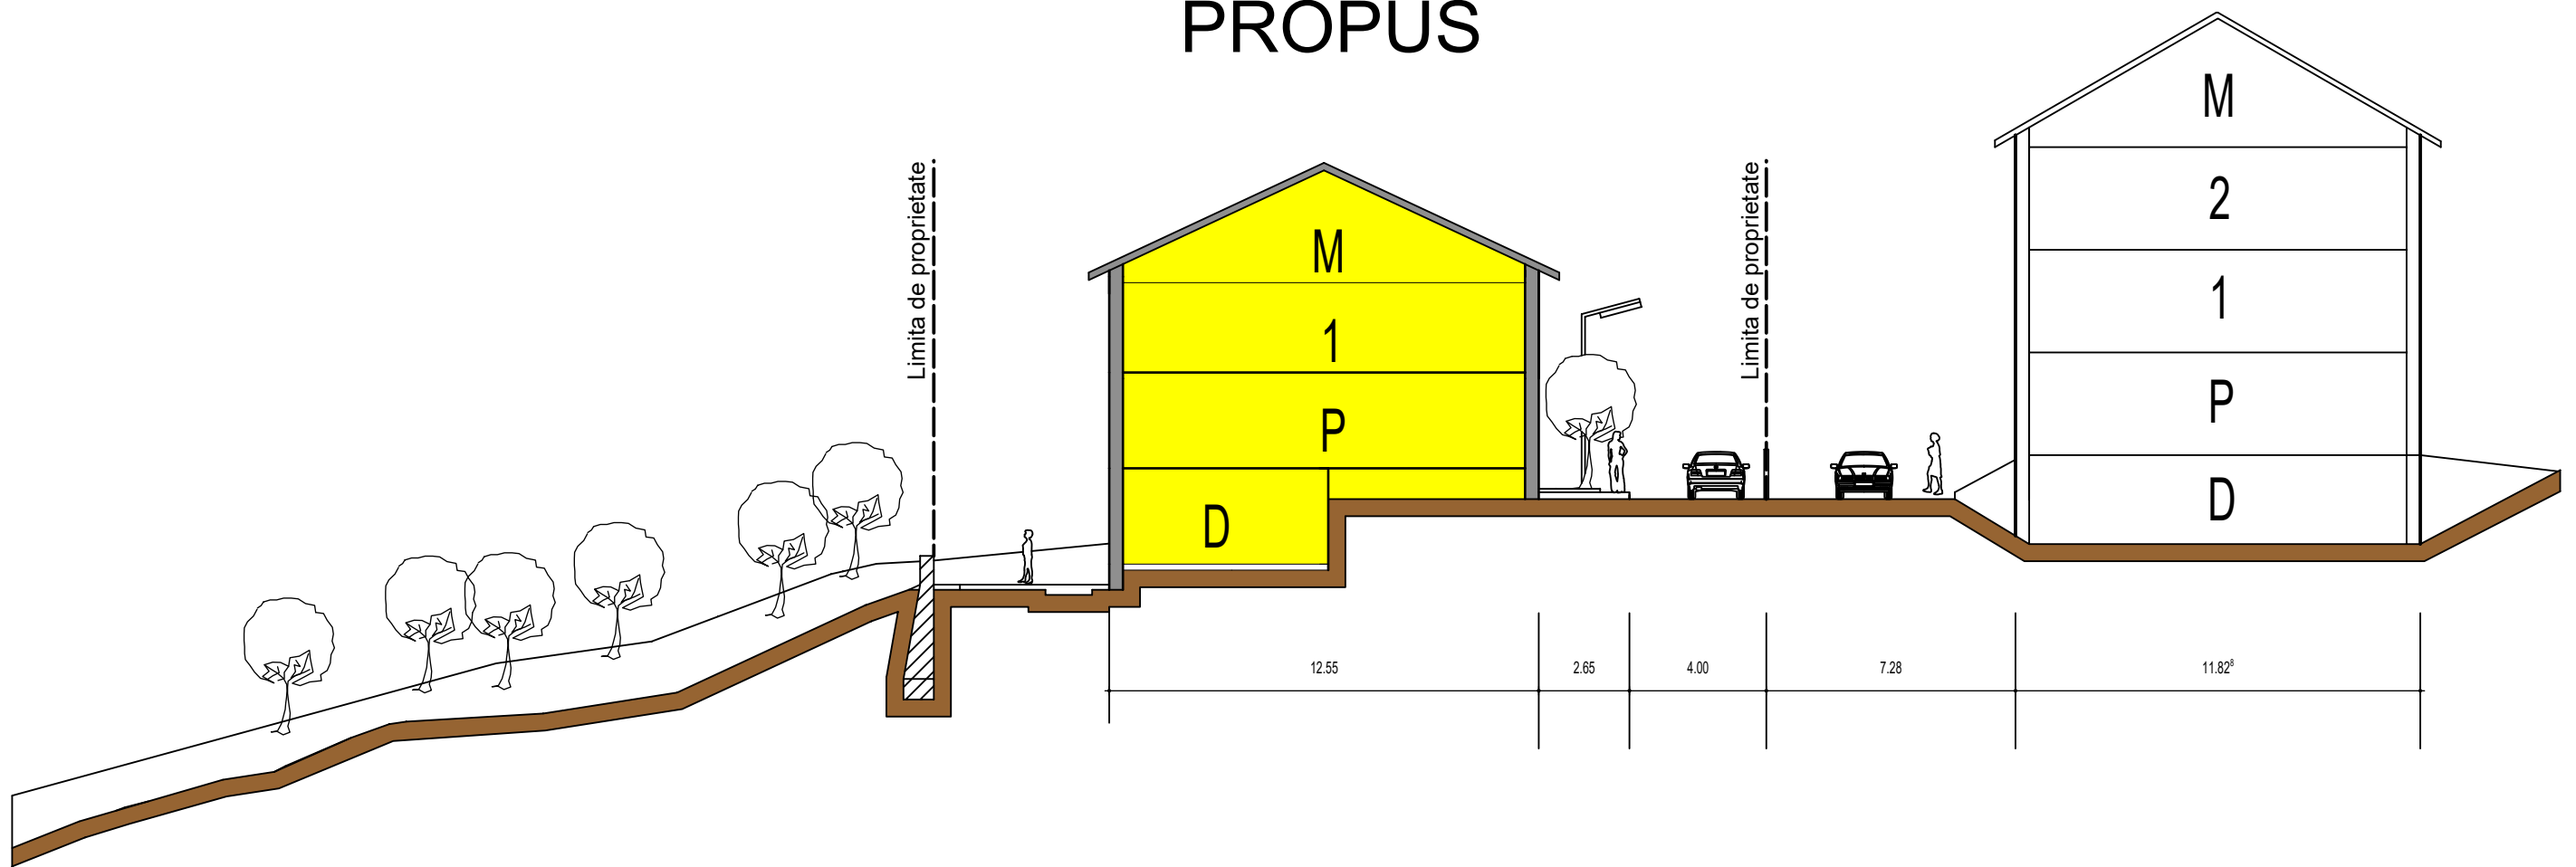 PROPUS
Limita de proprietate
M
1
P
D
Limita de proprietate
M
2
1
P
D
12.55
2.65
4.00
7.28
11.82⁸